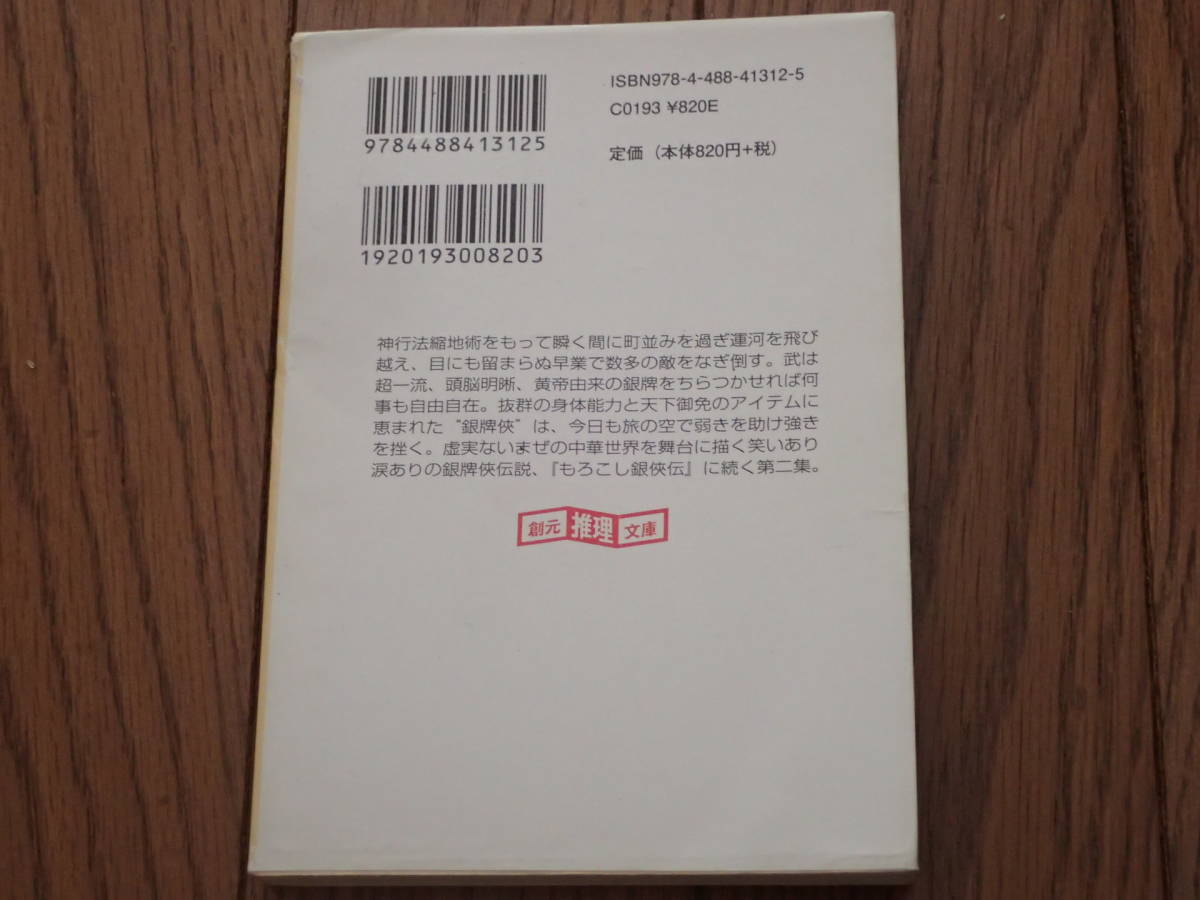 ISBN978-4-488-41312-5
C0193 ¥820E
定価（本体820円+税）
9784488413125
1920193008203
神行法縮地術をもって瞬く間に町並みを過ぎ運河を飛び
越え、目にも留まらぬ早業で数多の敵をなぎ倒す。武は
超一流、頭脳明晰、黄帝由来の銀牌をちらつかせれば何
事も自由自在。抜群の身体能力と天下御免のアイテムに
恵まれた〝銀牌俠〟は、今日も旅の空で弱きを助け強き
を挫く。虚実ないまぜの中華世界を舞台に描く笑いあり
涙ありの銀牌俠伝説、『もろこし銀俠伝』に続く第二集。
創元推理文庫